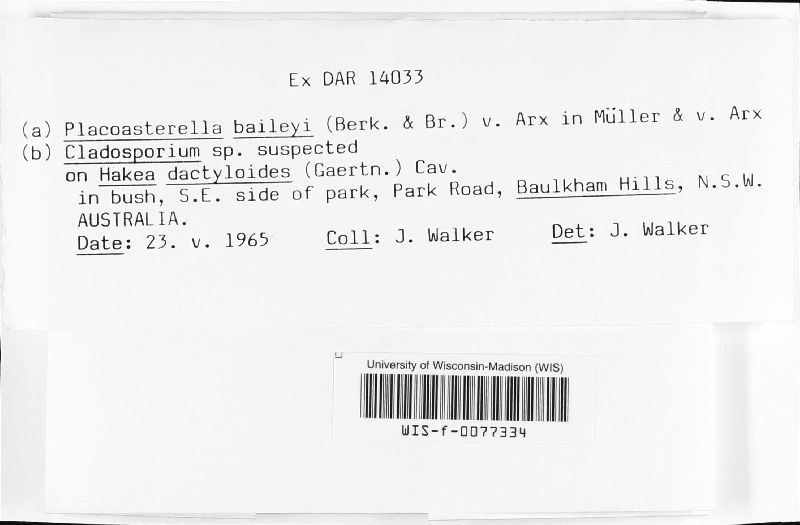 Ex DAR 14033
(a) Placoasterella baileyi (Berk. & Br.) v. Arx in Müller & v. Arx
(b) Cladosporium sp. suspected
on Hakea dactyloides (Gaertn.) Cav.
in bush, S.E. side of park, Park Road, Baulkham Hills, N.S.W.
AUSTRALIA.
Date: 23. v. 1965 Coll: J. Walker Det: J. Walker
University of Wisconsin-Madison (WIS)
WIS-f-0077334